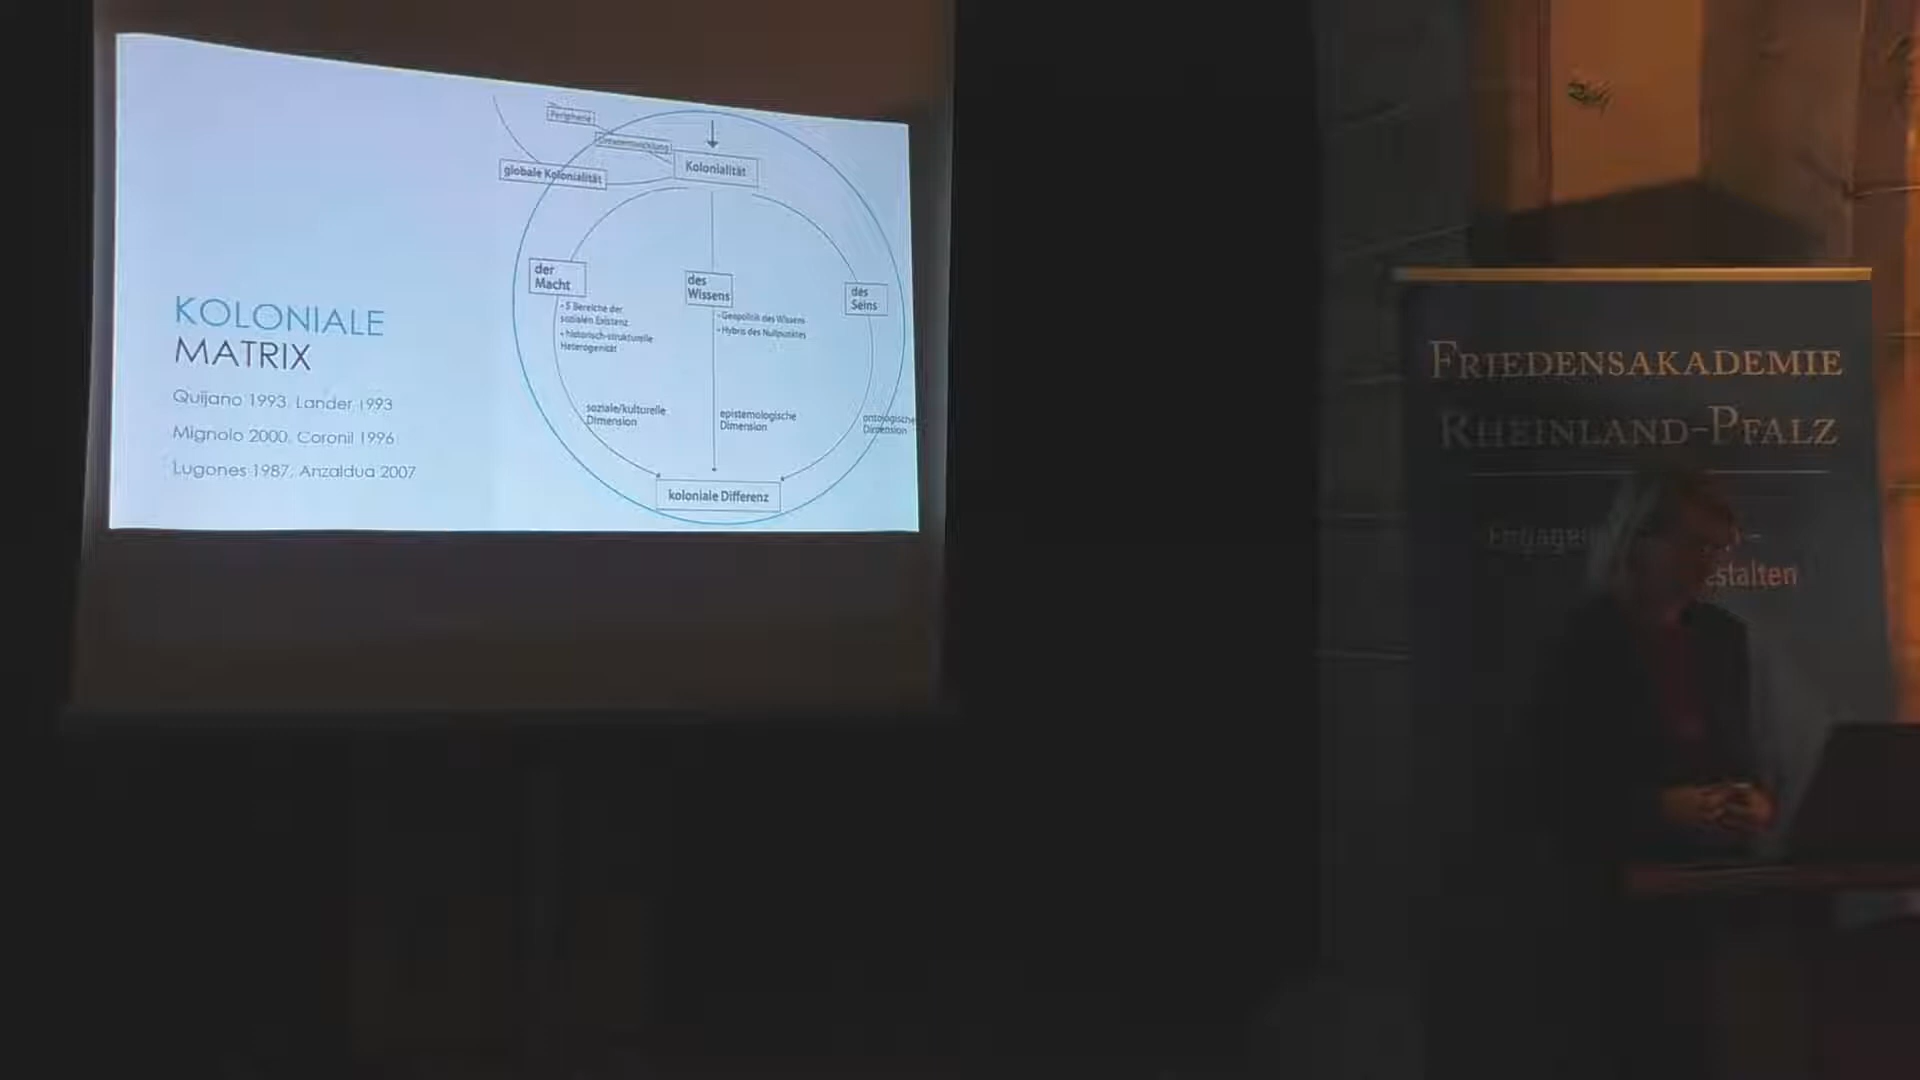 KOLONIALE
MATRIX
Quijano 1993, Lander 1993
Mignolo 2000, Coronil 1996
Lugones 1987, Anzaldua 2007
Peripherie
Unterentwicklung
globale Kolonialität
Kolonialität
der
Macht
- 5 Bereiche der
sozialen Existenz
- historisch-strukturelle
Heterogenität
soziale/kulturelle
Dimension
des
Wissens
- Geopolitik des Wissens
- Hybris des Nullpunktes
epistemologische
Dimension
des
Seins
ontologische
Dimension
koloniale Differenz
FRIEDENSAKADEMIE
RHEINLAND-PFALZ
estalten